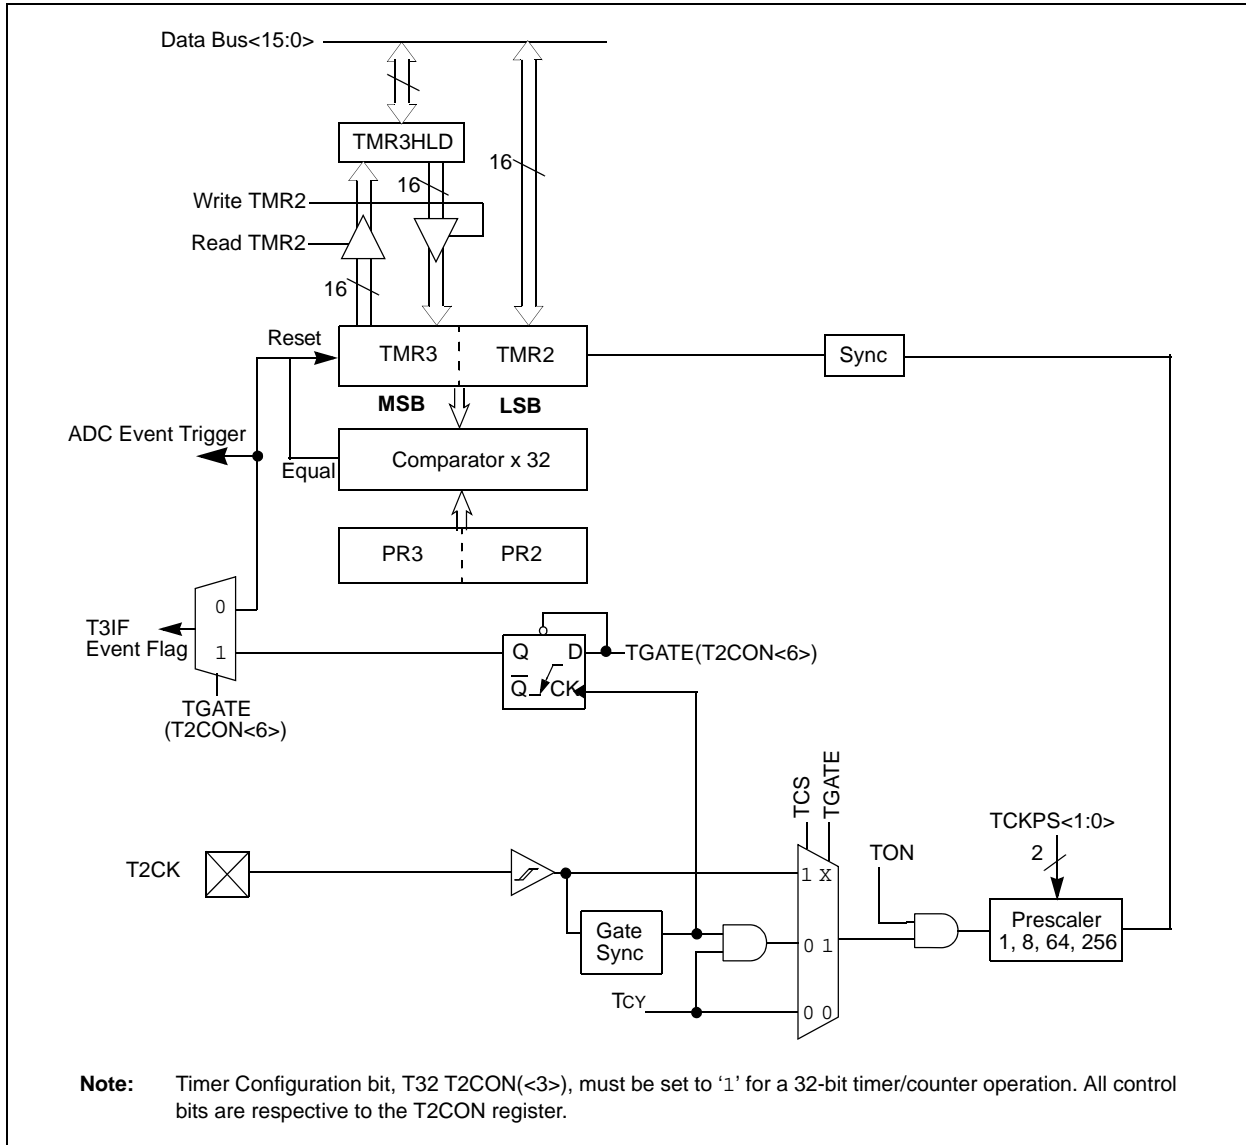 Data Bus<15:0>
TMR3HLD
16
16
Write TMR2
Read TMR2
16
Reset
TMR3
TMR2
Sync
MSB
LSB
ADC Event Trigger
Equal
Comparator x 32
PR3
PR2
0
T3IF
Event Flag
1
Q
D
TGATE(T2CON<6>)
Q
CK
TGATE
(T2CON<6>)
TCS
TGATE
TCKPS<1:0>
2
TON
T2CK
1 X
Prescaler
1, 8, 64, 256
Gate
Sync
0 1
TCY
0 0
Note: Timer Configuration bit, T32 T2CON(<3>), must be set to ‘1’ for a 32-bit timer/counter operation. All control
bits are respective to the T2CON register.